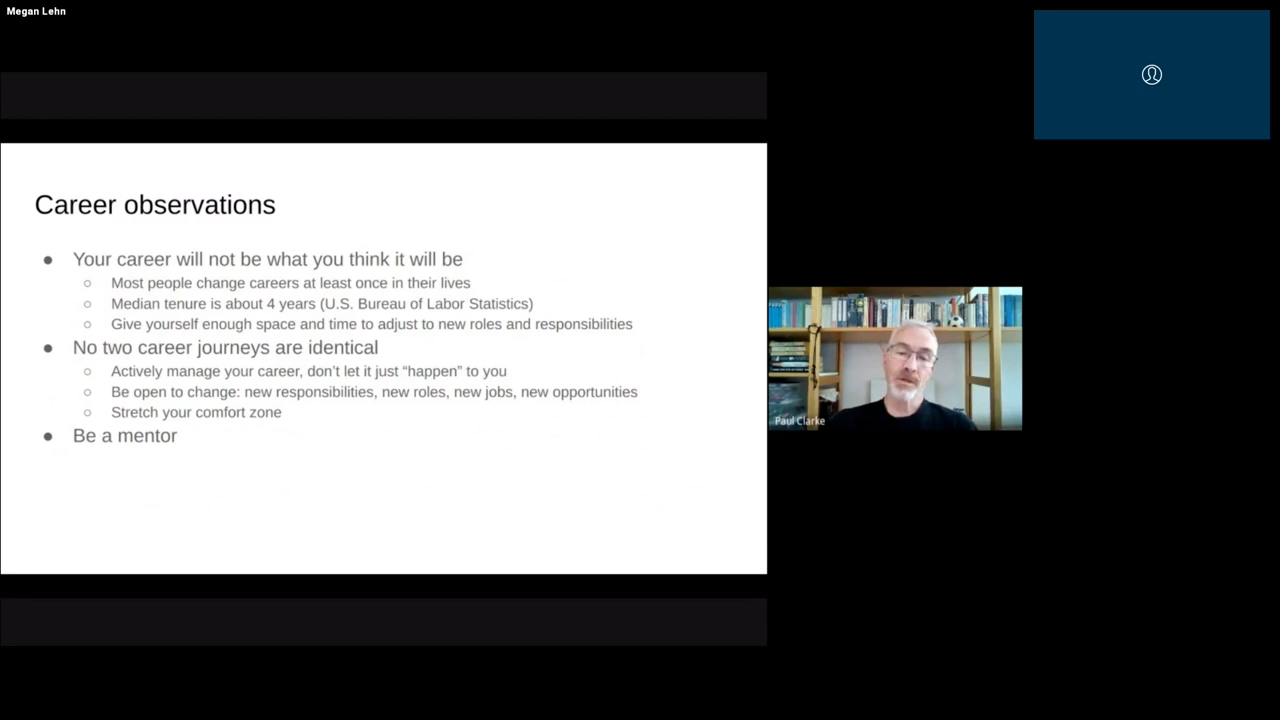 Megan Lehn
Career observations
● Your career will not be what you think it will be
○ Most people change careers at least once in their lives
○ Median tenure is about 4 years (U.S. Bureau of Labor Statistics)
○ Give yourself enough space and time to adjust to new roles and responsibilities
● No two career journeys are identical
○ Actively manage your career, don’t let it just “happen” to you
○ Be open to change: new responsibilities, new roles, new jobs, new opportunities
○ Stretch your comfort zone
● Be a mentor
Paul Clarke